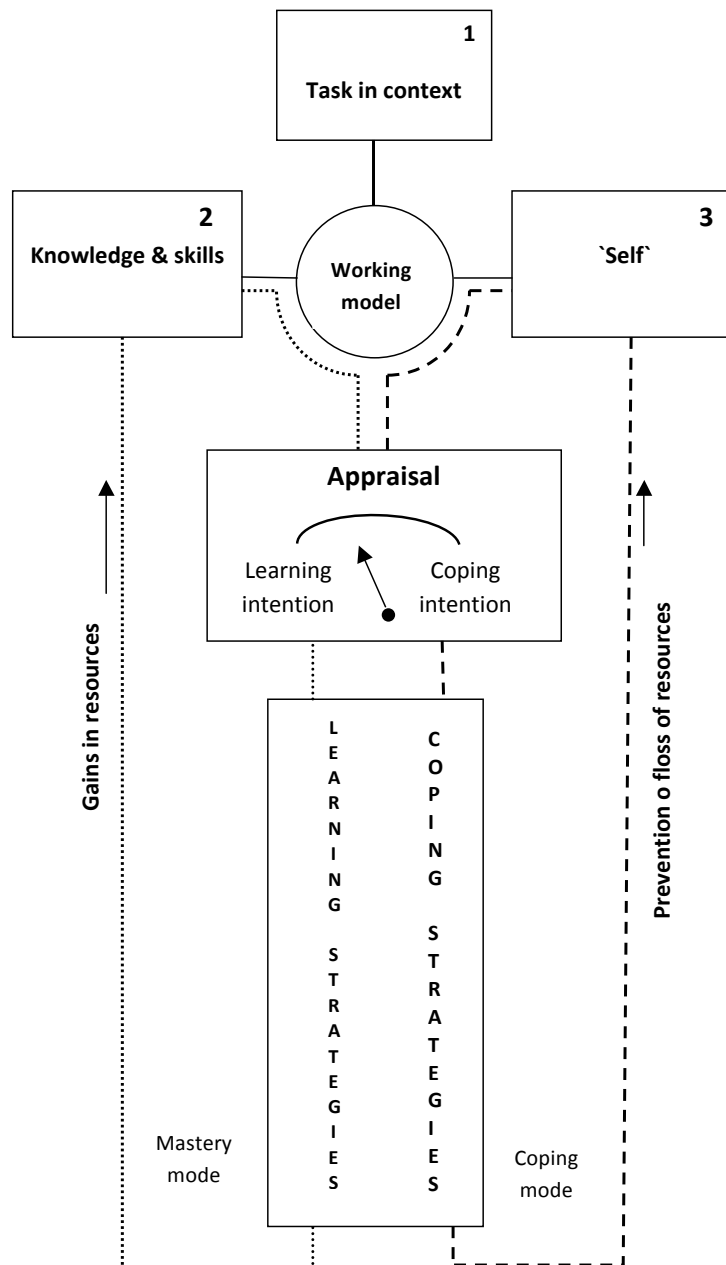 1
Task in context
2
Knowledge & skills
Working
model
3
`Self`
Appraisal
Learning
intention
Coping
intention
Gains in resources
LEARNING STRATEGIES
COPING STRATEGIES
Prevention o floss of resources
Mastery
mode
Coping
mode